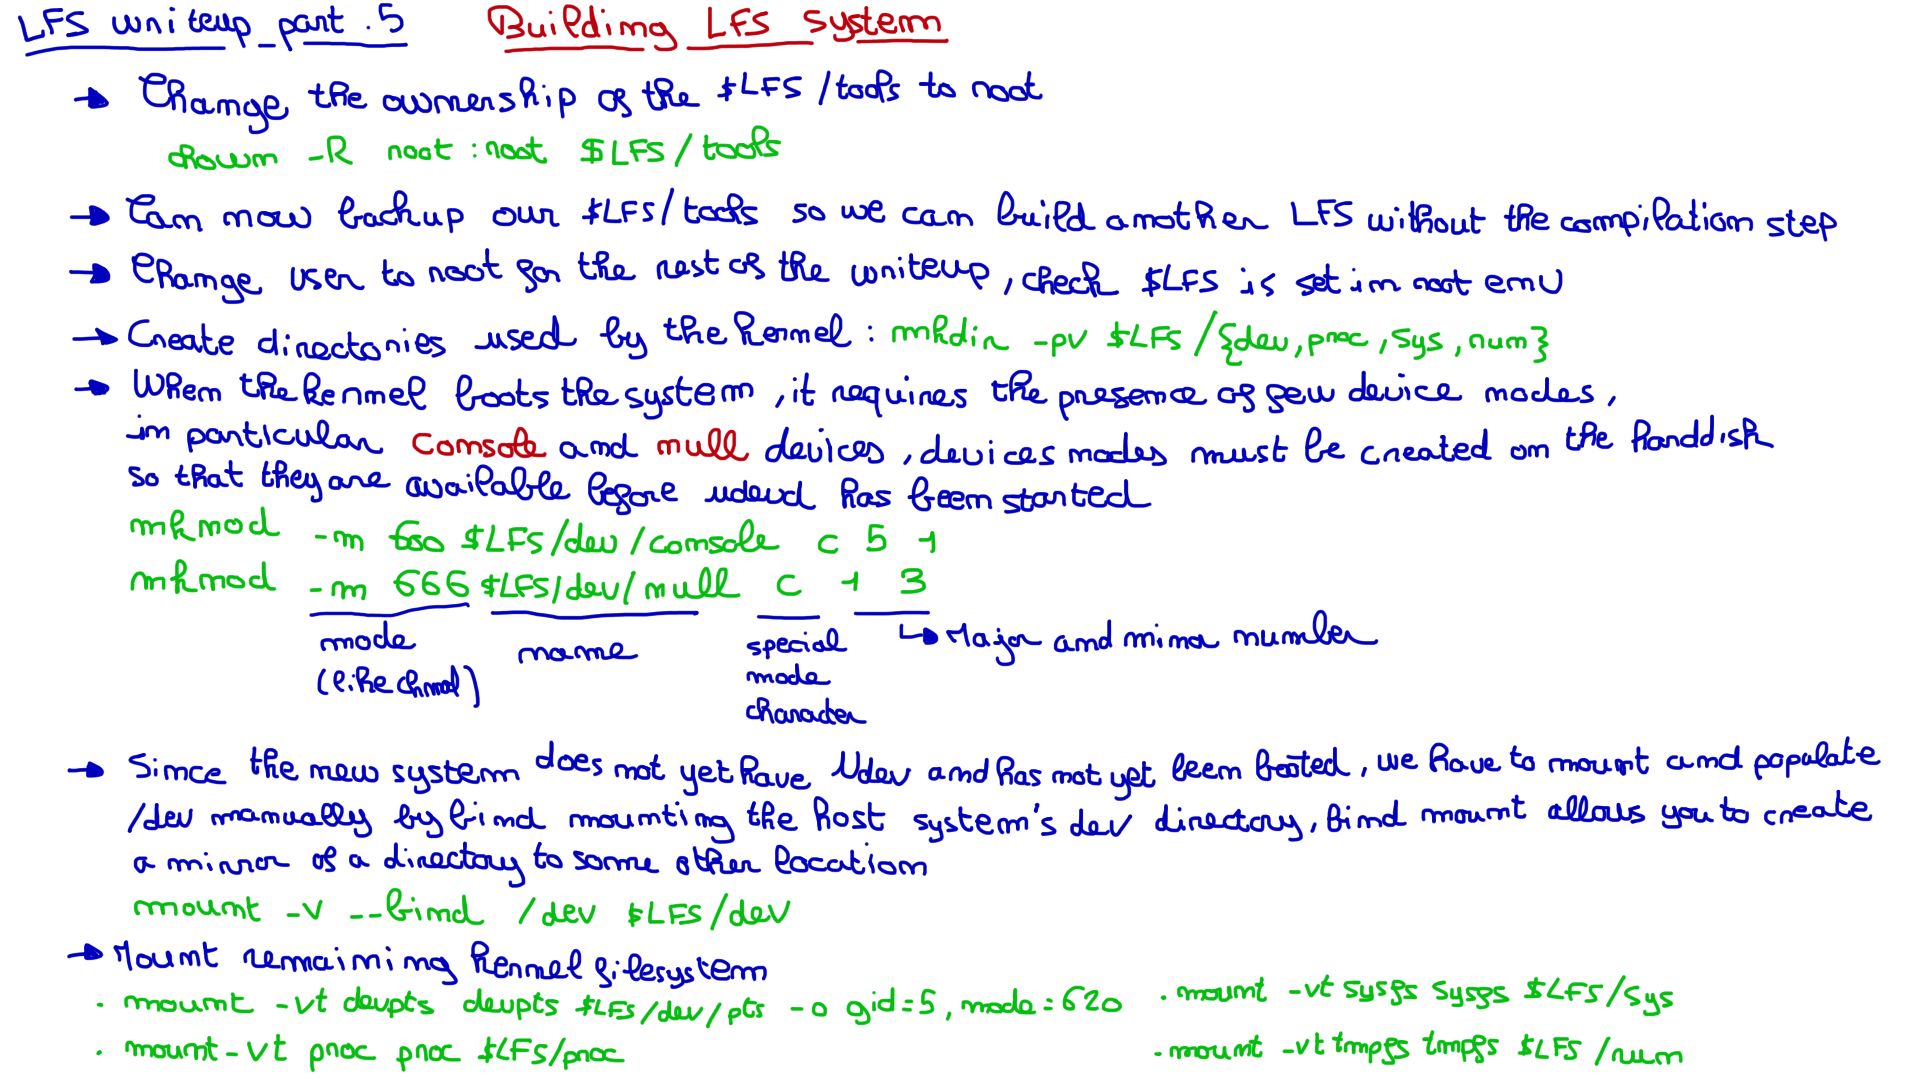 LFS writeup_part.5 Building LFS System
→ Change the ownership of the $LFS/tools to root
chown -R root:root $LFS/tools
→ Can now backup our $LFS/tools so we can build another LFS without the compilation step
→ Change user to root for the rest of the writeup, check $LFS is set in root env
→ Create directories used by the kernel: mkdir -pv $LFS/{dev,proc,sys,run}
→ When the kernel boots the system, it requires the presence of few device nodes,
in particular console and null devices, devices nodes must be created on the harddisk
so that they are available before udevd has been started
mknod -m 600 $LFS/dev/console c 5 1
mknod -m 666 $LFS/dev/null c 1 3
mode name special ↳ Major and minor number
(like chmod) node
character
→ Since the new system does not yet have Udev and has not yet been booted, we have to mount and populate
/dev manually by bind mounting the host system's dev directory, bind mount allows you to create
a mirror of a directory to some other location
mount -v --bind /dev $LFS/dev
→ Mount remaining kernel filesystem
. mount -vt devpts devpts $LFS/dev/pts -o gid=5, mode=620 . mount -vt sysfs sysfs $LFS/sys
. mount -vt proc proc $LFS/proc . mount -vt tmpfs tmpfs $LFS/run